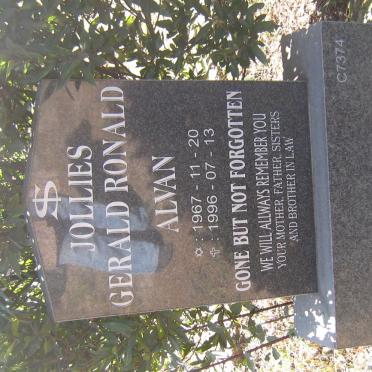 JOLLIES
GERALD RONALD
ALVAN
✡ : 1967 - 11 - 20
✞ : 1996 - 07 - 13
GONE BUT NOT FORGOTTEN
WE WILL ALLWAYS REMEMBER YOU
YOUR MOTHER, FATHER, SISTERS
AND BROTHER IN LAW
C7374